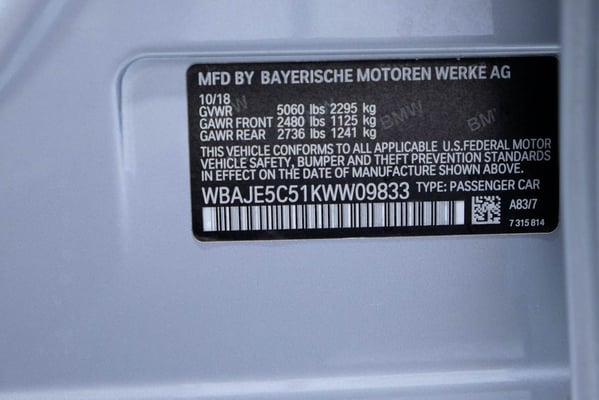 MFD BY BAYERISCHE MOTOREN WERKE AG
10/18
GVWR 5060 lbs 2295 kg
GAWR FRONT 2480 lbs 1125 kg
GAWR REAR 2736 lbs 1241 kg
THIS VEHICLE CONFORMS TO ALL APPLICABLE U.S.FEDERAL MOTOR
VEHICLE SAFETY, BUMPER AND THEFT PREVENTION STANDARDS
IN EFFECT ON THE DATE OF MANUFACTURE SHOWN ABOVE.
WBAJE5C51KWW09833 TYPE: PASSENGER CAR
A83/7
7 315 814
BMW
BMW
BMW